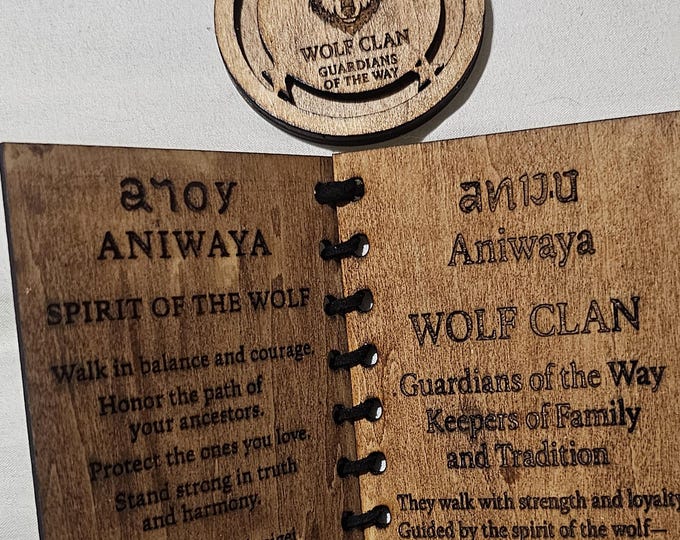 WOLF CLAN
GUARDIANS
OF THE WAY
ANIWAYA
SPIRIT OF THE WOLF
Walk in balance and courage.
Honor the path of
your ancestors.
Protect the ones you love.
Stand strong in truth
and harmony.
Aniwaya
WOLF CLAN
Guardians of the Way
Keepers of Family
and Tradition
They walk with strength and loyalty
Guided by the spirit of the wolf—